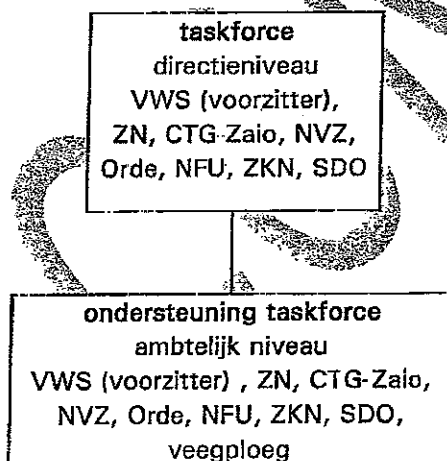 taskforce
directieniveau
VWS (voorzitter),
ZN, CTG-Zaio, NVZ,
Orde, NFU, ZKN, SDO
ondersteuning taskforce
ambtelijk niveau
VWS (voorzitter) , ZN, CTG-Zaio,
NVZ, Orde, NFU, ZKN, SDO,
veegploeg